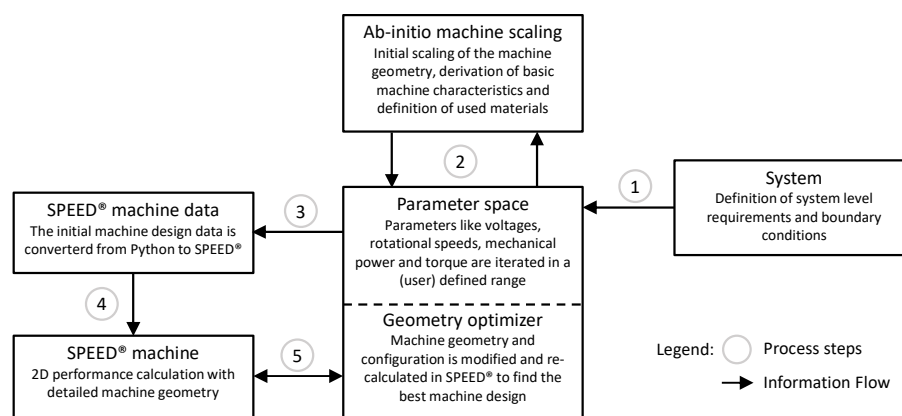 Ab-initio machine scaling
Initial scaling of the machine
geometry, derivation of basic
machine characteristics and
definition of used materials
2
1
System
Definition of system level
requirements and boundary
conditions
SPEED® machine data
The initial machine design data is
converterd from Python to SPEED®
3
Parameter space
Parameters like voltages,
rotational speeds, mechanical
power and torque are iterated in a
(user) defined range
4
Geometry optimizer
Machine geometry and
configuration is modified and re-
calculated in SPEED® to find the
best machine design
SPEED® machine
2D performance calculation with
detailed machine geometry
5
Legend:
Process steps
Information Flow